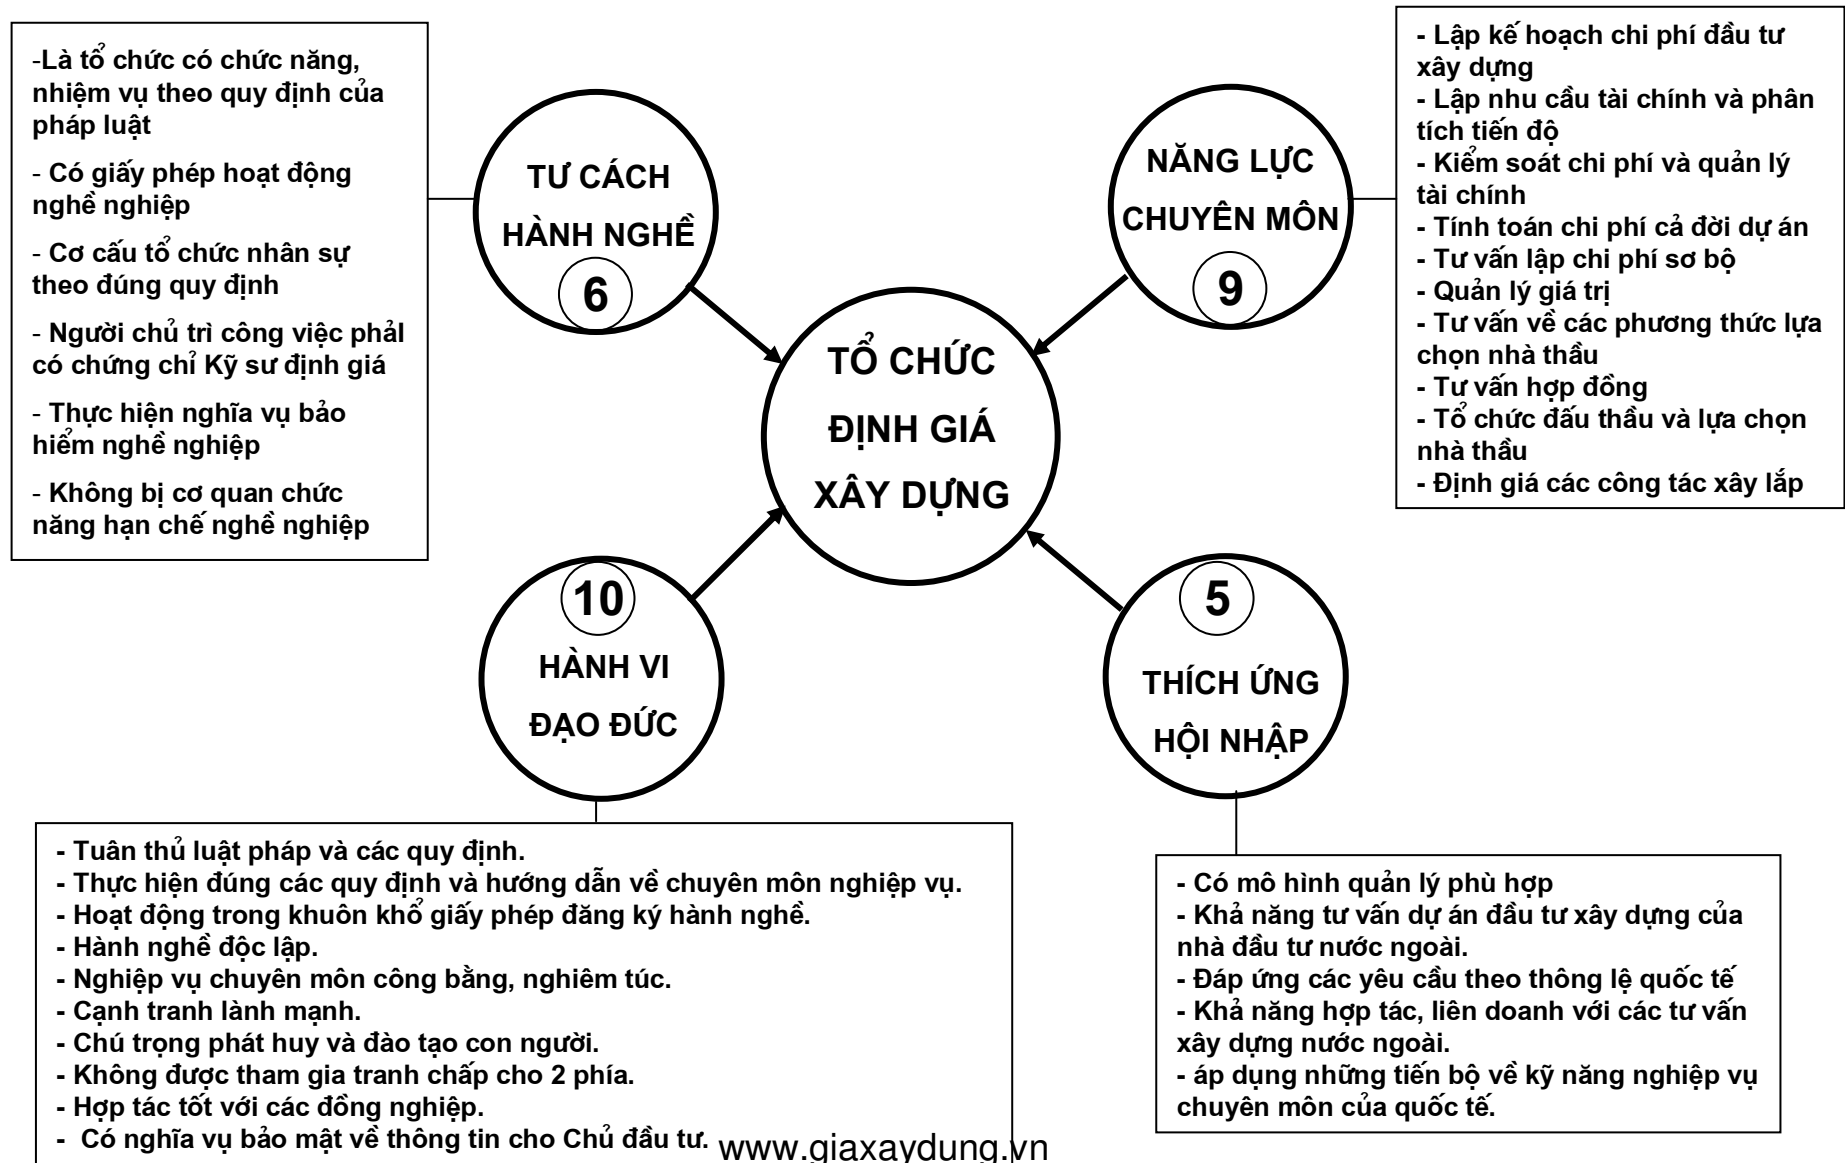 -Là tổ chức có chức năng,
nhiệm vụ theo quy định của
pháp luật
- Có giấy phép hoạt động
nghề nghiệp
- Cơ cấu tổ chức nhân sự
theo đúng quy định
- Người chủ trì công việc phải
có chứng chỉ Kỹ sư định giá
- Thực hiện nghĩa vụ bảo
hiểm nghề nghiệp
- Không bị cơ quan chức
năng hạn chế nghề nghiệp
TƯ CÁCH
HÀNH NGHỀ
6
NĂNG LỰC
CHUYÊN MÔN
9
- Lập kế hoạch chi phí đầu tư
xây dựng
- Lập nhu cầu tài chính và phân
tích tiến độ
- Kiểm soát chi phí và quản lý
tài chính
- Tính toán chi phí cả đời dự án
- Tư vấn lập chi phí sơ bộ
- Quản lý giá trị
- Tư vấn về các phương thức lựa
chọn nhà thầu
- Tư vấn hợp đồng
- Tổ chức đấu thầu và lựa chọn
nhà thầu
- Định giá các công tác xây lắp
TỔ CHỨC
ĐỊNH GIÁ
XÂY DỰNG
10
HÀNH VI
ĐẠO ĐỨC
5
THÍCH ỨNG
HỘI NHẬP
- Tuân thủ luật pháp và các quy định.
- Thực hiện đúng các quy định và hướng dẫn về chuyên môn nghiệp vụ.
- Hoạt động trong khuôn khổ giấy phép đăng ký hành nghề.
- Hành nghề độc lập.
- Nghiệp vụ chuyên môn công bằng, nghiêm túc.
- Cạnh tranh lành mạnh.
- Chú trọng phát huy và đào tạo con người.
- Không được tham gia tranh chấp cho 2 phía.
- Hợp tác tốt với các đồng nghiệp.
- Có nghĩa vụ bảo mật về thông tin cho Chủ đầu tư.
- Có mô hình quản lý phù hợp
- Khả năng tư vấn dự án đầu tư xây dựng của
nhà đầu tư nước ngoài.
- Đáp ứng các yêu cầu theo thông lệ quốc tế
- Khả năng hợp tác, liên doanh với các tư vấn
xây dựng nước ngoài.
- áp dụng những tiến bộ về kỹ năng nghiệp vụ
chuyên môn của quốc tế.
www.giaxaydung.vn